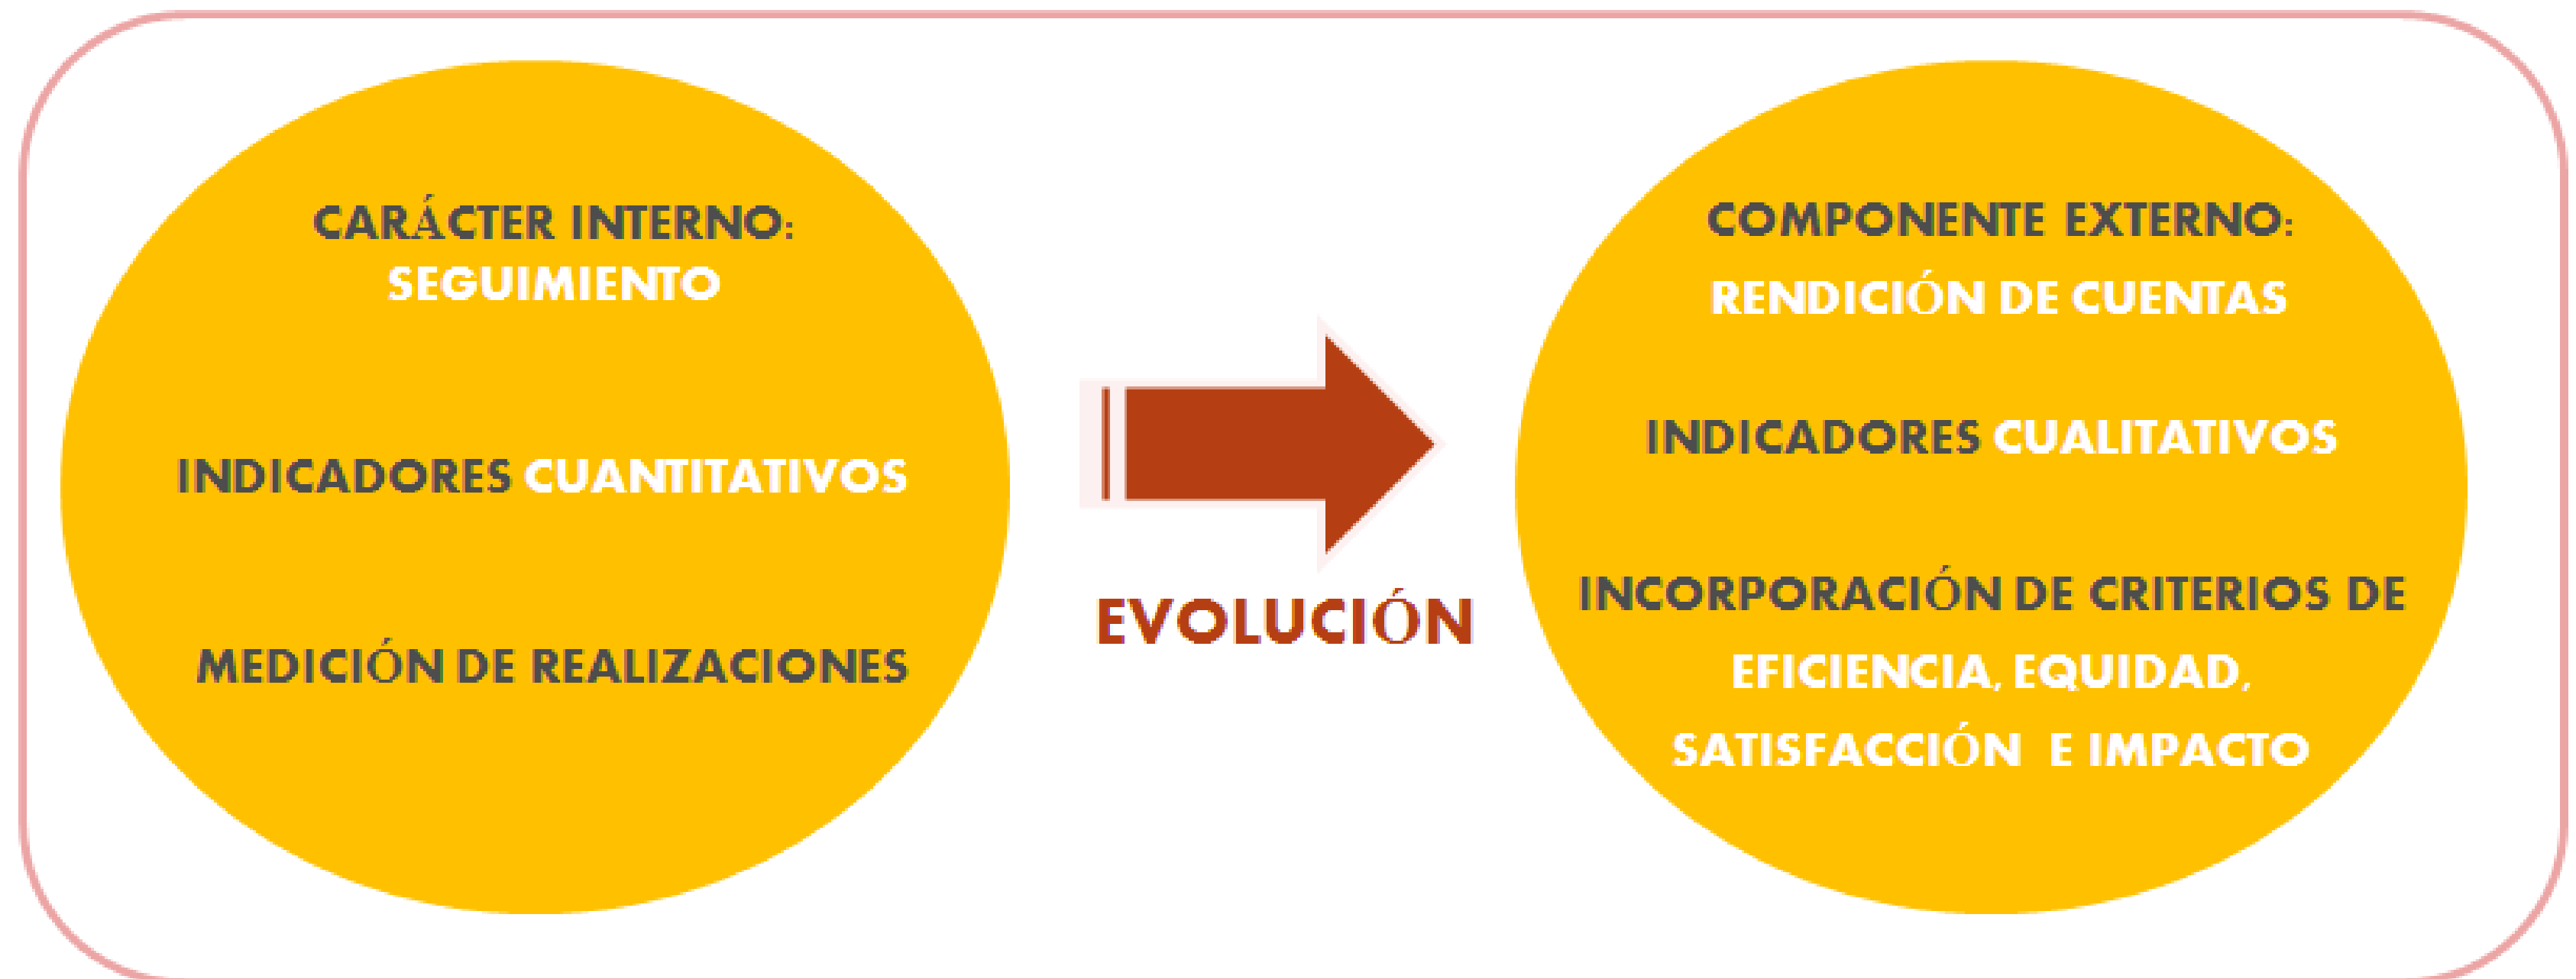 CARÁCTER INTERNO:
SEGUIMIENTO
INDICADORES CUANTITATIVOS
MEDICIÓN DE REALIZACIONES
EVOLUCIÓN
COMPONENTE EXTERNO:
RENDICIÓN DE CUENTAS
INDICADORES CUALITATIVOS
INCORPORACIÓN DE CRITERIOS DE
EFICIENCIA, EQUIDAD,
SATISFACCIÓN E IMPACTO